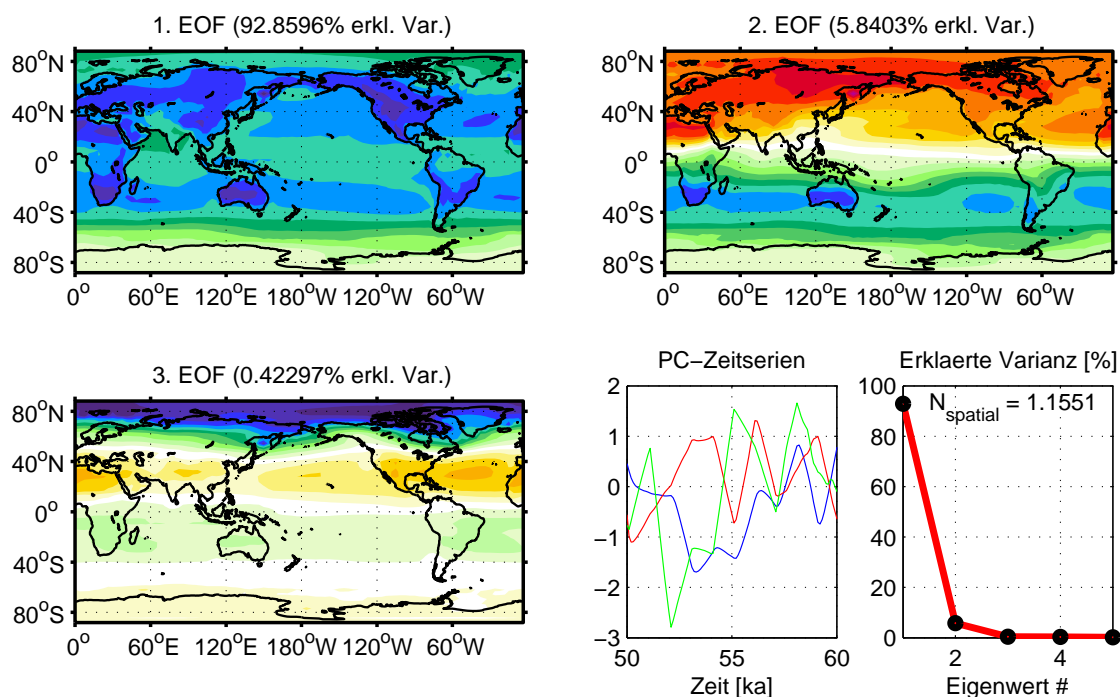 1. EOF (92.8596% erkl. Var.)
80°N
40°N
0°
40°S
80°S
0° 60°E 120°E 180°W 120°W 60°W
2. EOF (5.8403% erkl. Var.)
80°N
40°N
0°
40°S
80°S
0° 60°E 120°E 180°W 120°W 60°W
3. EOF (0.42297% erkl. Var.)
80°N
40°N
0°
40°S
80°S
0° 60°E 120°E 180°W 120°W 60°W
PC−Zeitserien
2
1
0
−1
−2
−3
50 55 60
Zeit [ka]
Erklaerte Varianz [%]
N_spatial = 1.1551
100
80
60
40
20
0
2 4
Eigenwert #